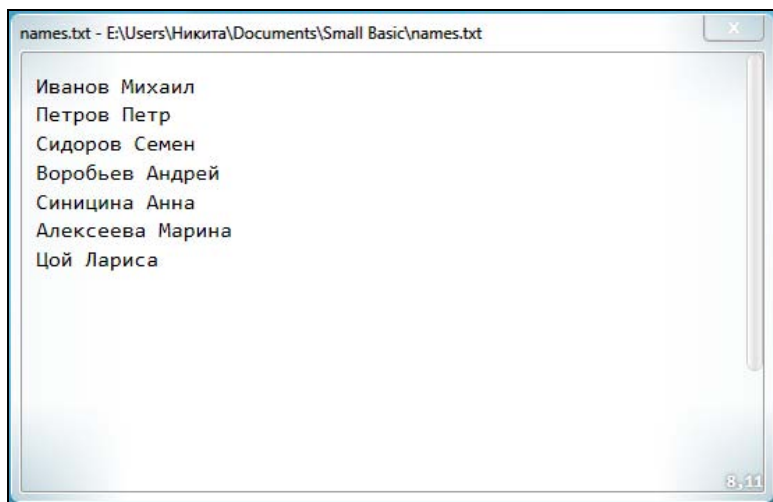 names.txt - E:\Users\Никита\Documents\Small Basic\names.txt
X
Иванов Михаил
Петров Петр
Сидоров Семен
Воробьев Андрей
Синицина Анна
Алексеева Марина
Цой Лариса
8,11